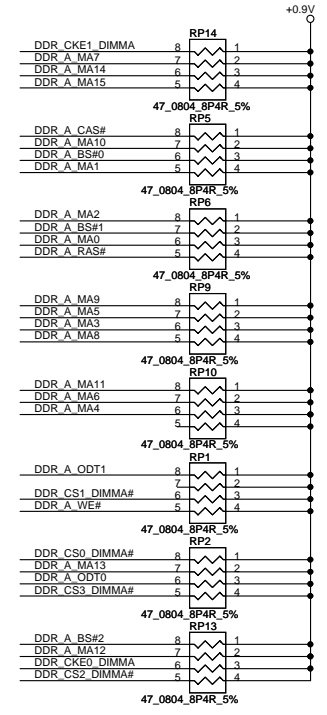 +0.9V
RP14
DDR_CKE1_DIMMA 8 1
DDR_A_MA7 7 2
DDR_A_MA14 6 3
DDR_A_MA15 5 4
47_0804_8P4R_5%
RP5
DDR_A_CAS# 8 1
DDR_A_MA10 7 2
DDR_A_BS#0 6 3
DDR_A_MA1 5 4
47_0804_8P4R_5%
RP6
DDR_A_MA2 8 1
DDR_A_BS#1 7 2
DDR_A_MA0 6 3
DDR_A_RAS# 5 4
47_0804_8P4R_5%
RP9
DDR_A_MA9 8 1
DDR_A_MA5 7 2
DDR_A_MA3 6 3
DDR_A_MA8 5 4
47_0804_8P4R_5%
RP10
DDR_A_MA11 8 1
DDR_A_MA6 7 2
DDR_A_MA4 6 3
5 4
47_0804_8P4R_5%
RP1
DDR_A_ODT1 8 1
7 2
DDR_CS1_DIMMA# 6 3
DDR_A_WE# 5 4
47_0804_8P4R_5%
RP2
DDR_CS0_DIMMA# 8 1
DDR_A_MA13 7 2
DDR_A_ODT0 6 3
DDR_CS3_DIMMA# 5 4
47_0804_8P4R_5%
RP13
DDR_A_BS#2 8 1
DDR_A_MA12 7 2
DDR_CKE0_DIMMA 6 3
DDR_CS2_DIMMA# 5 4
47_0804_8P4R_5%